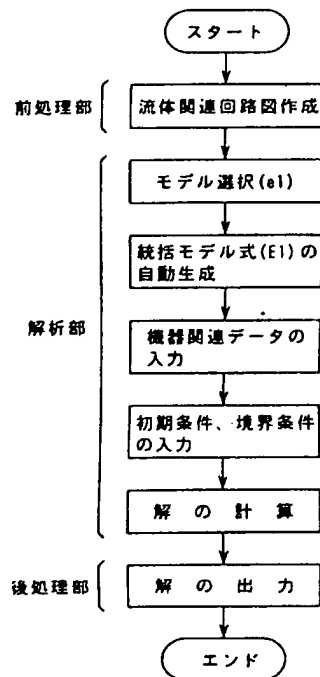 スタート
前処理部
流体関連回路図作成
モデル選択(e1)
統括モデル式(E1)の
自動生成
解析部
機器関連データの
入力
初期条件、境界条件
の入力
解の計算
後処理部
解の出力
エンド